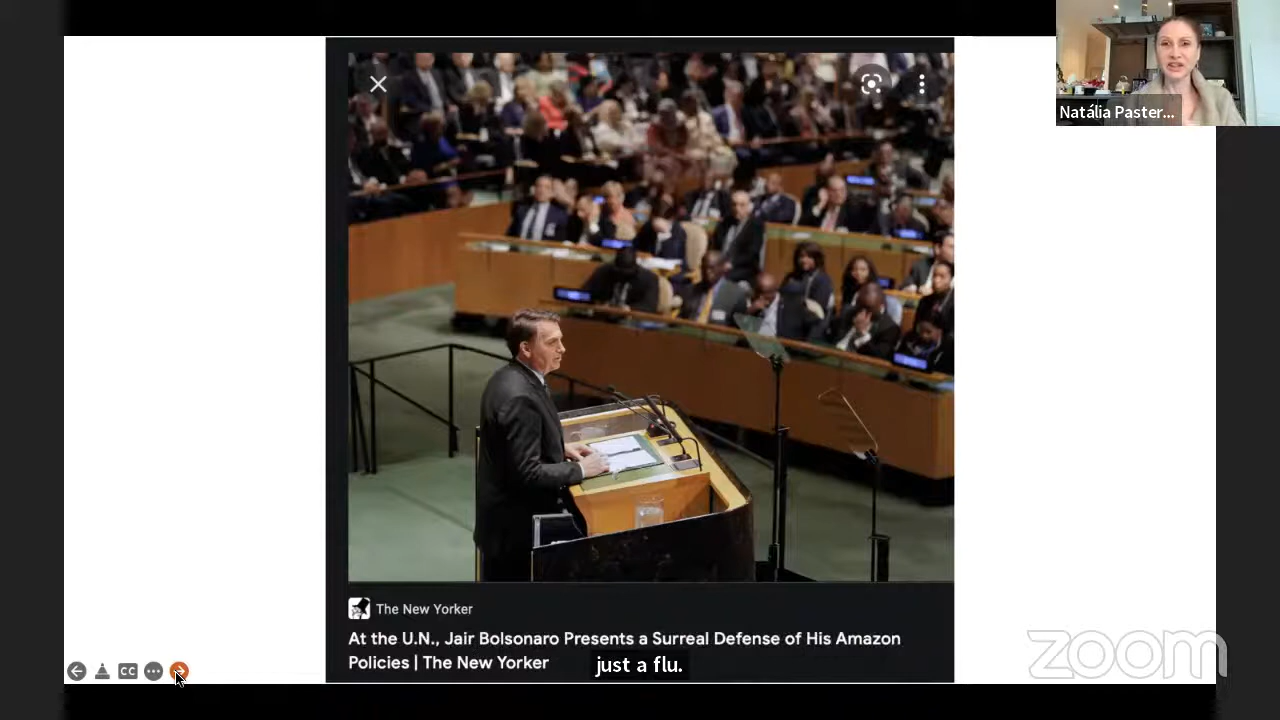 Natália Paster...
The New Yorker
At the U.N., Jair Bolsonaro Presents a Surreal Defense of His Amazon
Policies | The New Yorker
just a flu.
CC
zoom